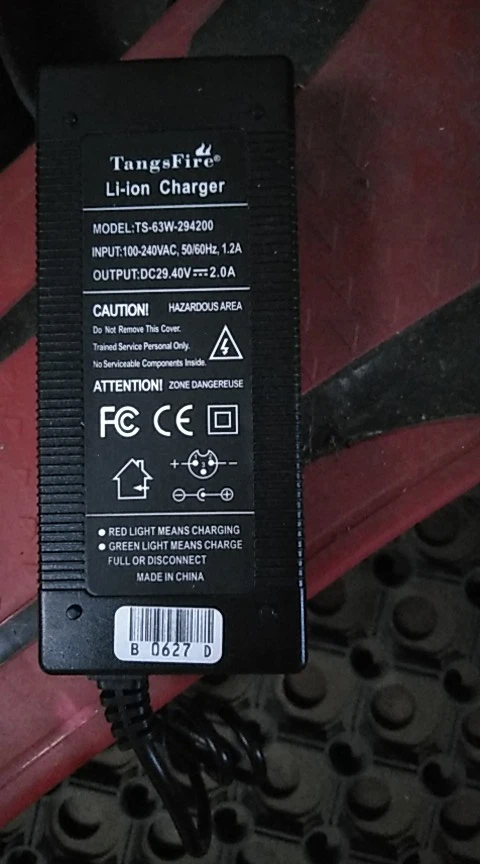 TangsFire®
Li-ion Charger
MODEL:TS-63W-294200
INPUT:100-240VAC, 50/60Hz, 1.2A
OUTPUT:DC29.40V⎓2.0A
CAUTION! HAZARDOUS AREA
Do Not Remove This Cover.
Trained Service Personal Only.
No Serviceable Components Inside.
ATTENTION! ZONE DANGEREUSE
FC CE
+ -
- C +
● RED LIGHT MEANS CHARGING
● GREEN LIGHT MEANS CHARGE
FULL OR DISCONNECT
MADE IN CHINA
B 0627 D